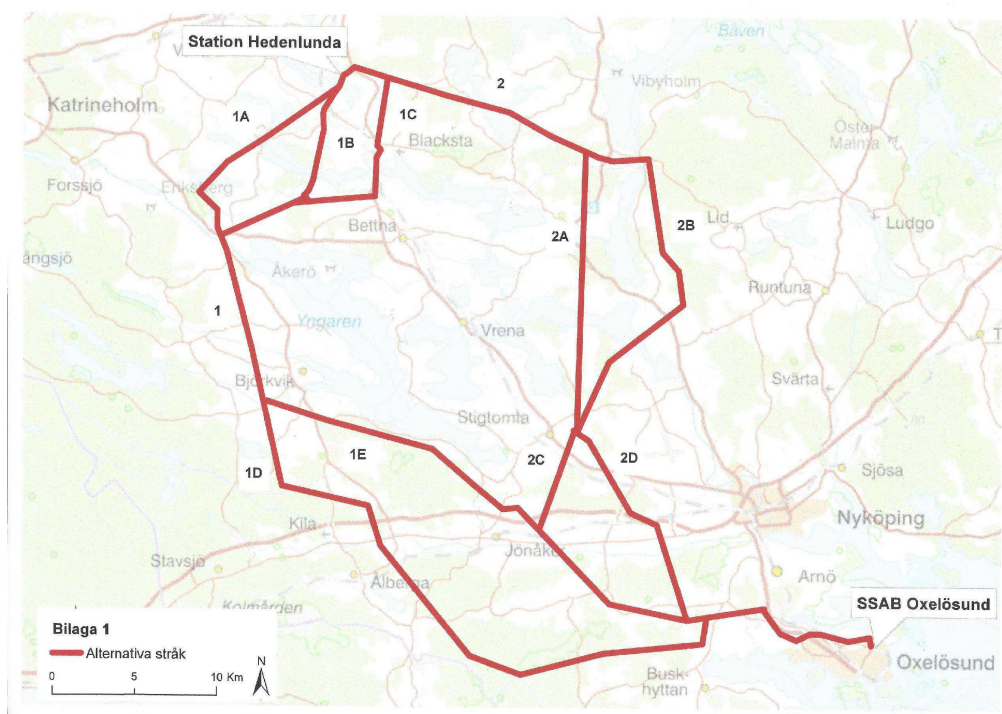 Båven
Station Hedenlunda
Vibyholm
2
Katrineholm
1A
1C
Blacksta
1B
Öster
Malma
Forssjö
Eriksberg
Lid
Ludgo
Bettna
2A
2B
Åkerö
Runtuna
1
Yngaren
Vrena
Björkvik
Svärta
Stigtomta
1D
1E
2C
2D
Sjösa
Kila
Nyköping
Jönåker
Stavsjö
Ålberga
Arnö
Kolmården
SSAB Oxelösund
Bilaga 1
Alternativa stråk
0 5 10 Km
N
Busk-
hyttan
Oxelösund